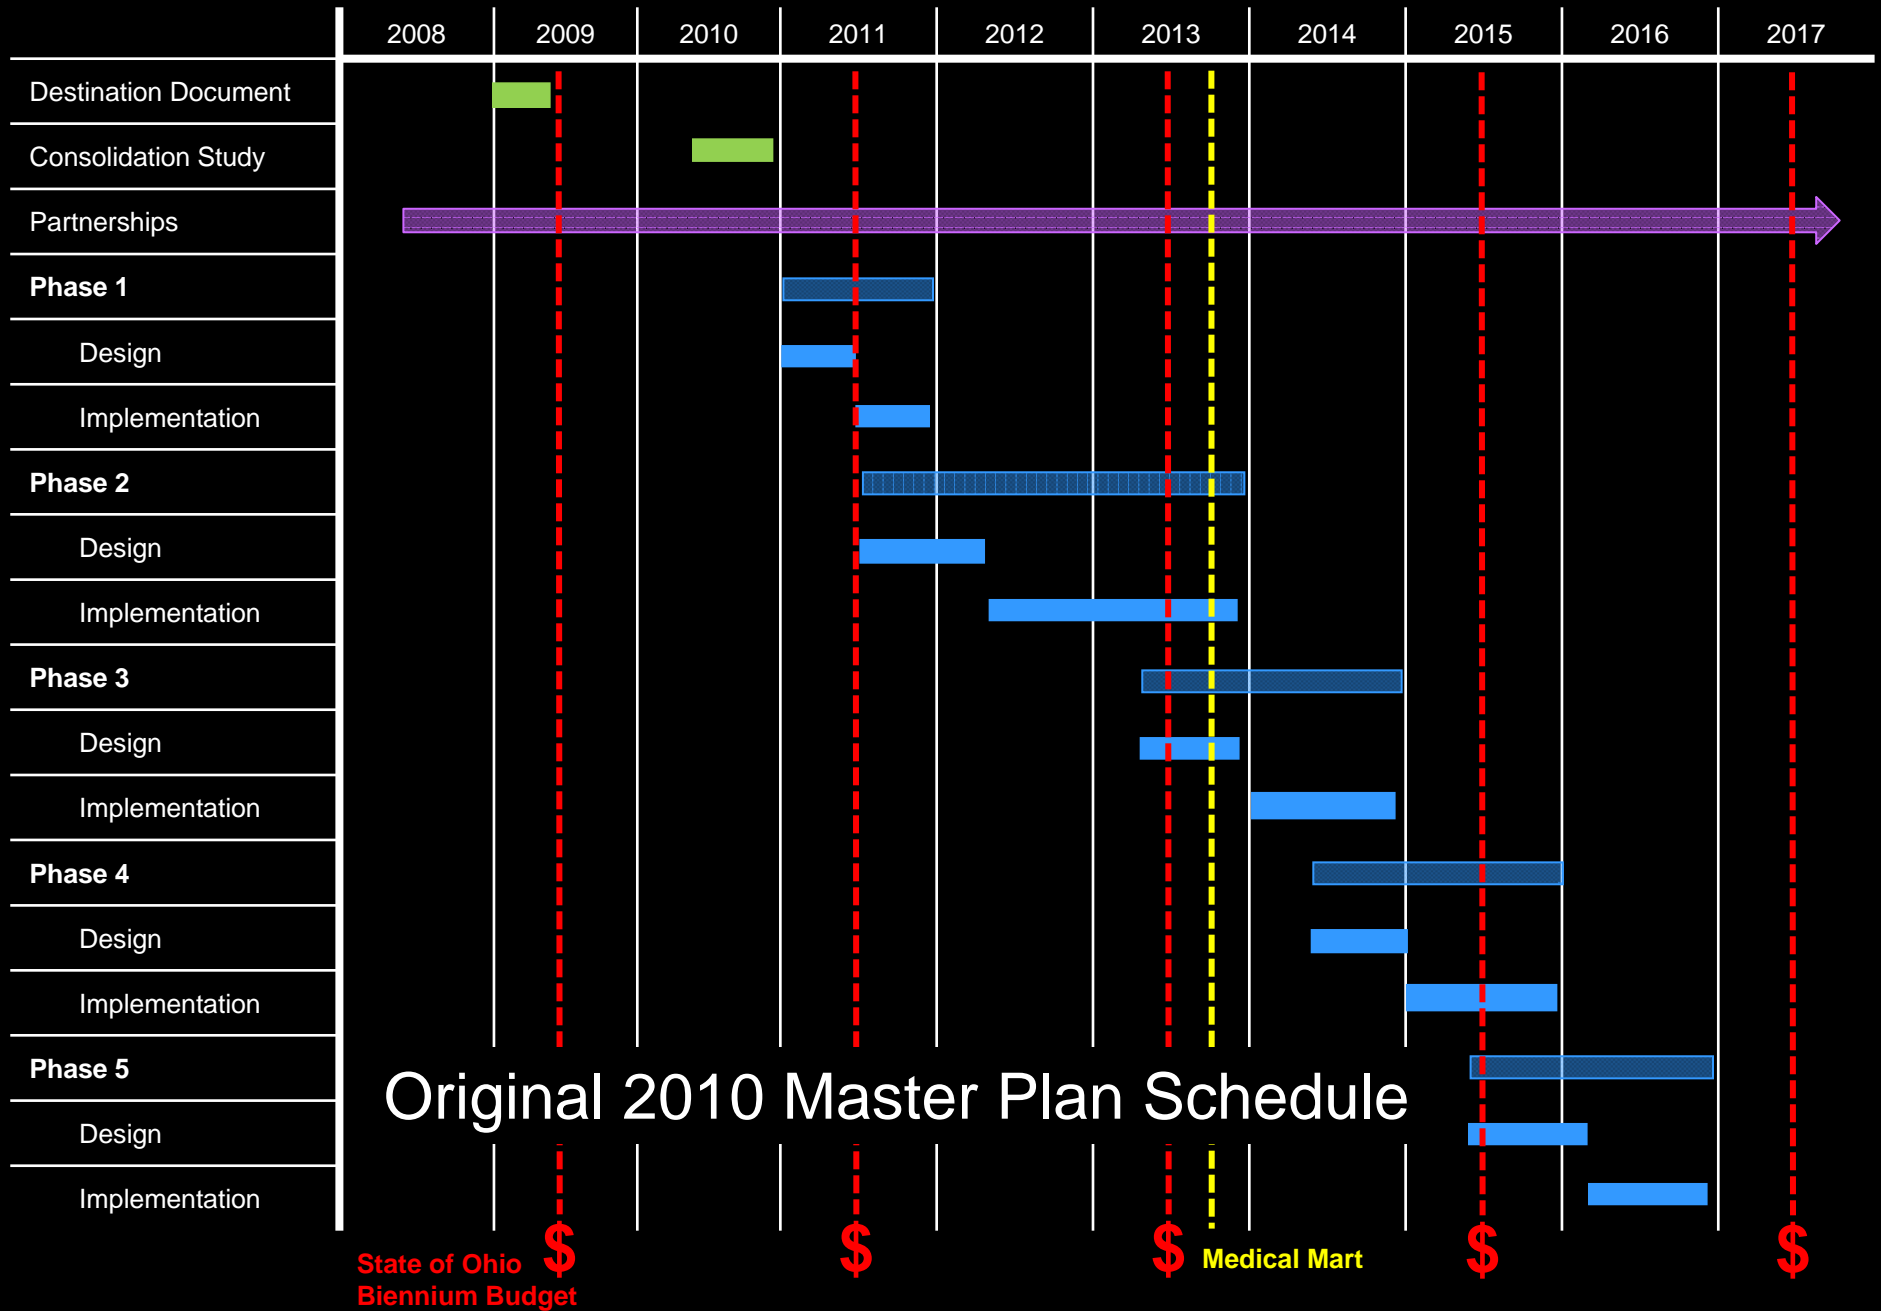 2008 2009 2010 2011 2012 2013 2014 2015 2016 2017
Destination Document
Consolidation Study
Partnerships
Phase 1
Design
Implementation
Phase 2
Design
Implementation
Phase 3
Design
Implementation
Phase 4
Design
Implementation
Phase 5
Original 2010 Master Plan Schedule
Design
Implementation
$ $ $ $ $
State of Ohio
Biennium Budget
Medical Mart